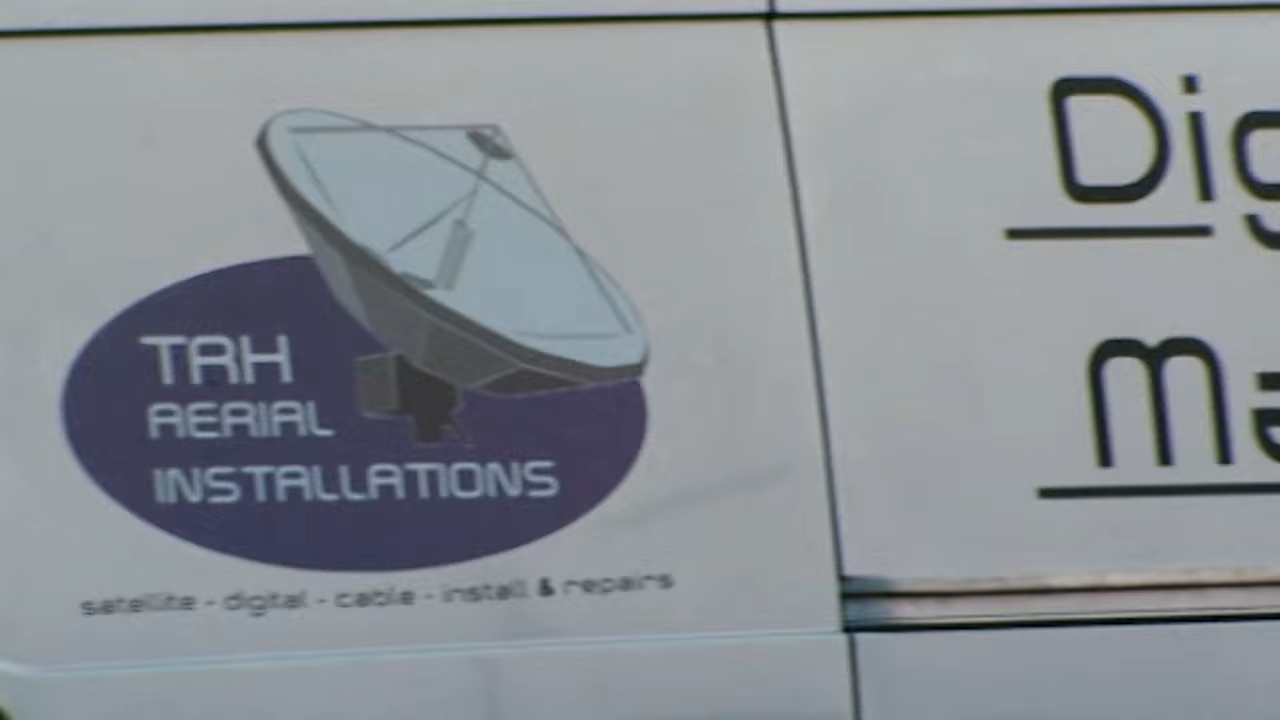 TRH
AERIAL
INSTALLATIONS
satellite - digital - cable - install & repairs